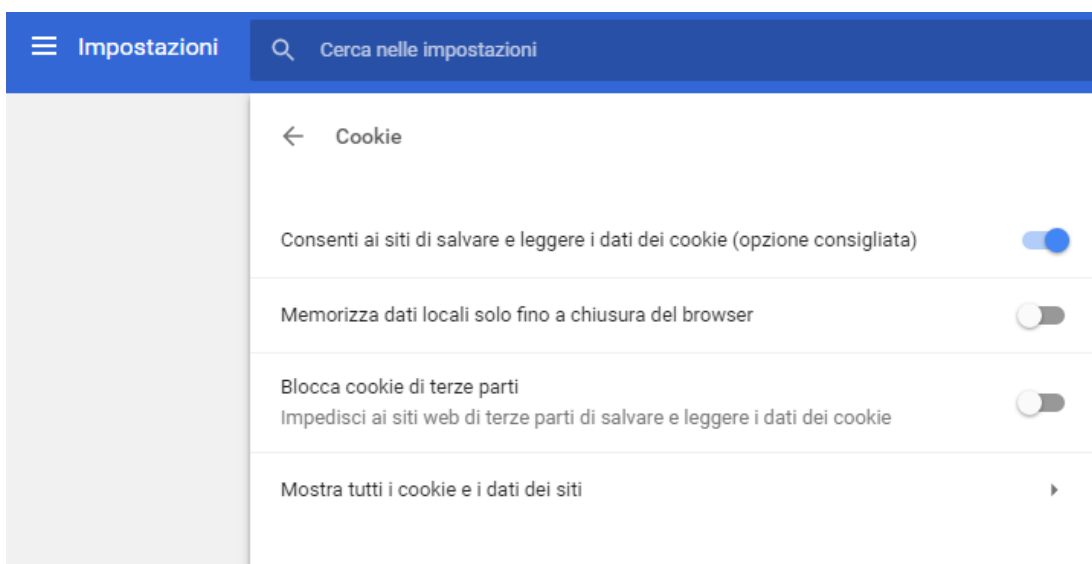 Impostazioni
Cerca nelle impostazioni
Cookie
Consenti ai siti di salvare e leggere i dati dei cookie (opzione consigliata)
Memorizza dati locali solo fino a chiusura del browser
Blocca cookie di terze parti
Impedisci ai siti web di terze parti di salvare e leggere i dati dei cookie
Mostra tutti i cookie e i dati dei siti